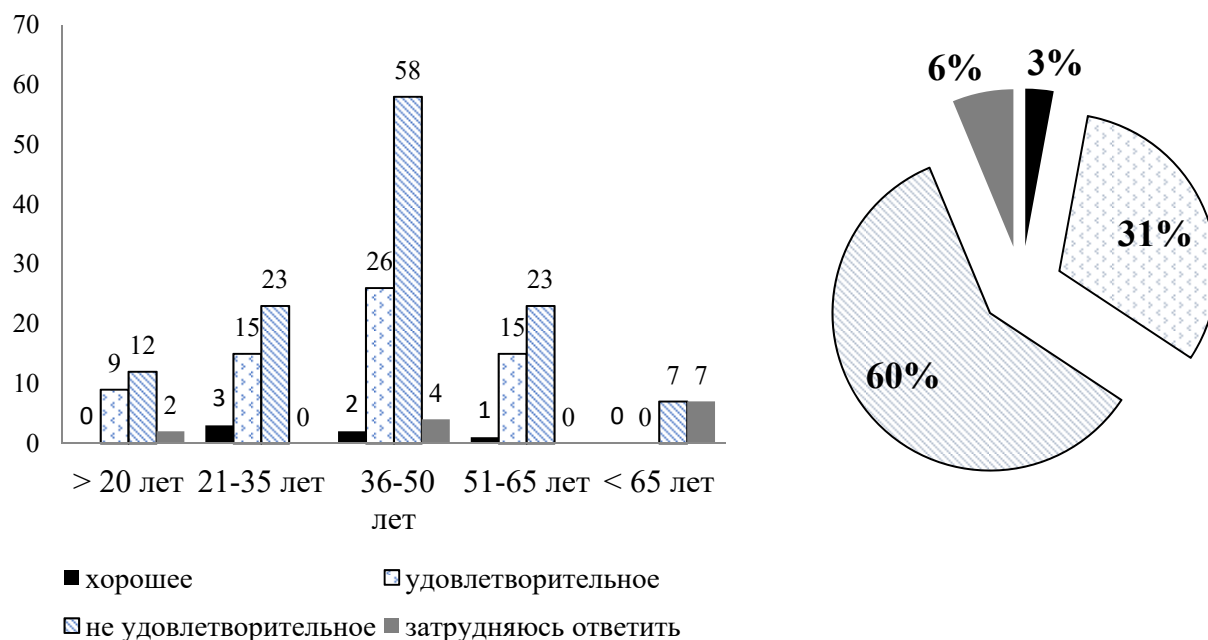 70
60
50
40
30
20
10
0
0 9 12 2
3 15 23 0
2 26 58 4
1 15 23 0
0 0 7 7
> 20 лет 21-35 лет 36-50 лет 51-65 лет < 65 лет
хорошее удовлетворительное
не удовлетворительное затрудняюсь ответить
6% 3%
31%
60%